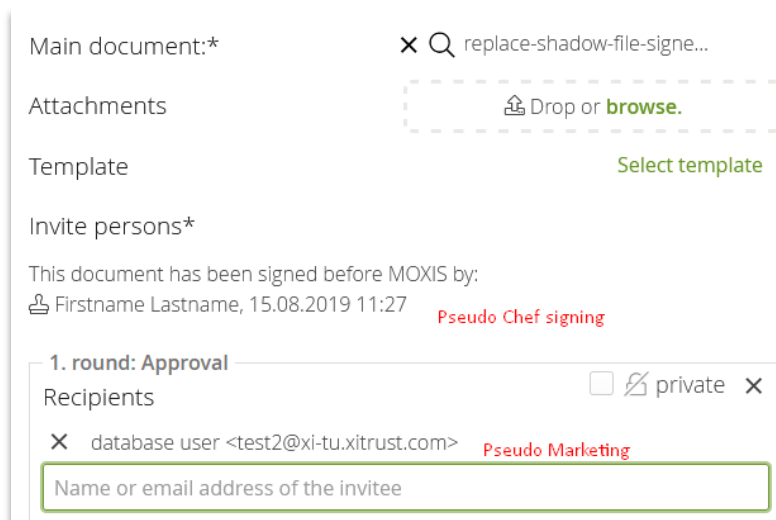 Main document:* replace-shadow-file-signe...
Attachments Drop or browse.
Template Select template
Invite persons*
This document has been signed before MOXIS by:
Firstname Lastname, 15.08.2019 11:27 Pseudo Chef signing
1. round: Approval
Recipients private
database user <test2@xi-tu.xitrust.com> Pseudo Marketing
Name or email address of the invitee